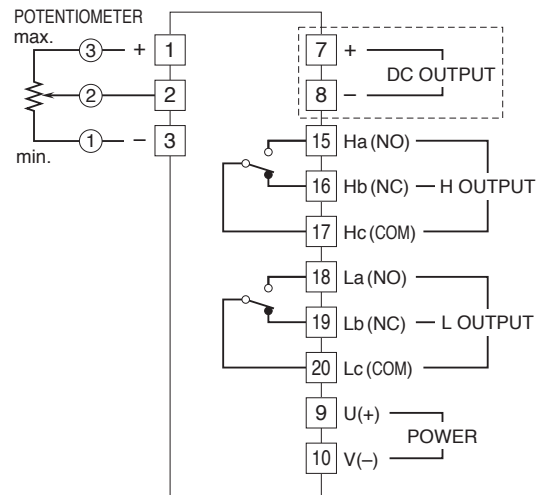 POTENTIOMETER
max.
3 + 1
2 2
1 – 3
min.
7 +
8 –
DC OUTPUT
15 Ha (NO)
16 Hb (NC) H OUTPUT
17 Hc (COM)
18 La (NO)
19 Lb (NC) L OUTPUT
20 Lc (COM)
9 U(+)
POWER
10 V(–)